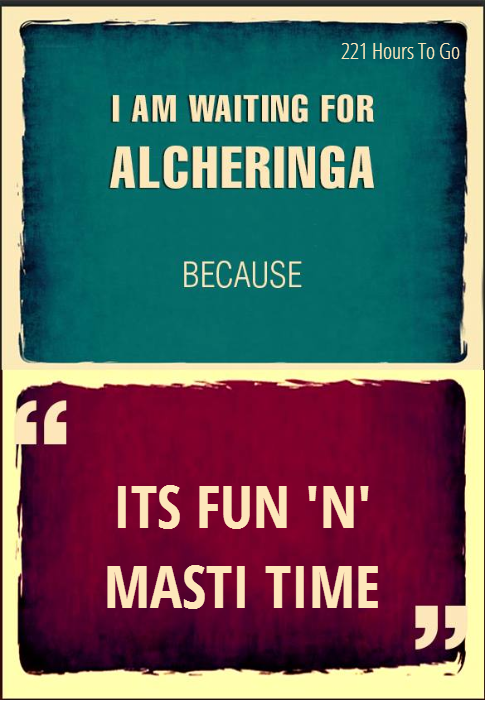 221 Hours To Go
I AM WAITING FOR
ALCHERINGA
BECAUSE
“
ITS FUN 'N'
MASTI TIME
”